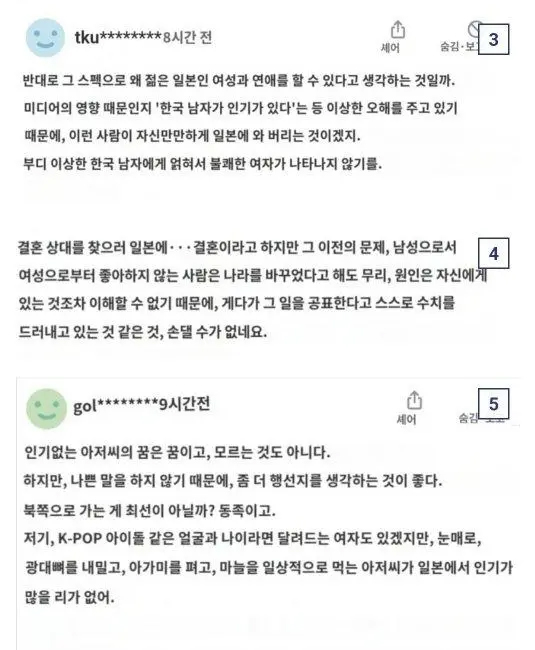 tku********8시간 전
셰어
숨김·보고
3
반대로 그 스펙으로 왜 젊은 일본인 여성과 연애를 할 수 있다고 생각하는 것일까.
미디어의 영향 때문인지 '한국 남자가 인기가 있다'는 등 이상한 오해를 주고 있기
때문에, 이런 사람이 자신만만하게 일본에 와 버리는 것이겠지.
부디 이상한 한국 남자에게 얽혀서 불쾌한 여자가 나타나지 않기를.
결혼 상대를 찾으러 일본에···결혼이라고 하지만 그 이전의 문제, 남성으로서
4
여성으로부터 좋아하지 않는 사람은 나라를 바꾸었다고 해도 무리, 원인은 자신에게
있는 것조차 이해할 수 없기 때문에, 게다가 그 일을 공표한다고 스스로 수치를
드러내고 있는 것 같은 것, 손댈 수가 없네요.
gol********9시간전
셰어
5
인기없는 아저씨의 꿈은 꿈이고, 모르는 것도 아니다.
하지만, 나쁜 말을 하지 않기 때문에, 좀 더 행선지를 생각하는 것이 좋다.
북쪽으로 가는 게 최선이 아닐까? 동족이고.
저기, K-POP 아이돌 같은 얼굴과 나이라면 달려드는 여자도 있겠지만, 눈매로,
광대뼈를 내밀고, 아가미를 펴고, 마늘을 일상적으로 먹는 아저씨가 일본에서 인기가
많을 리가 없어.